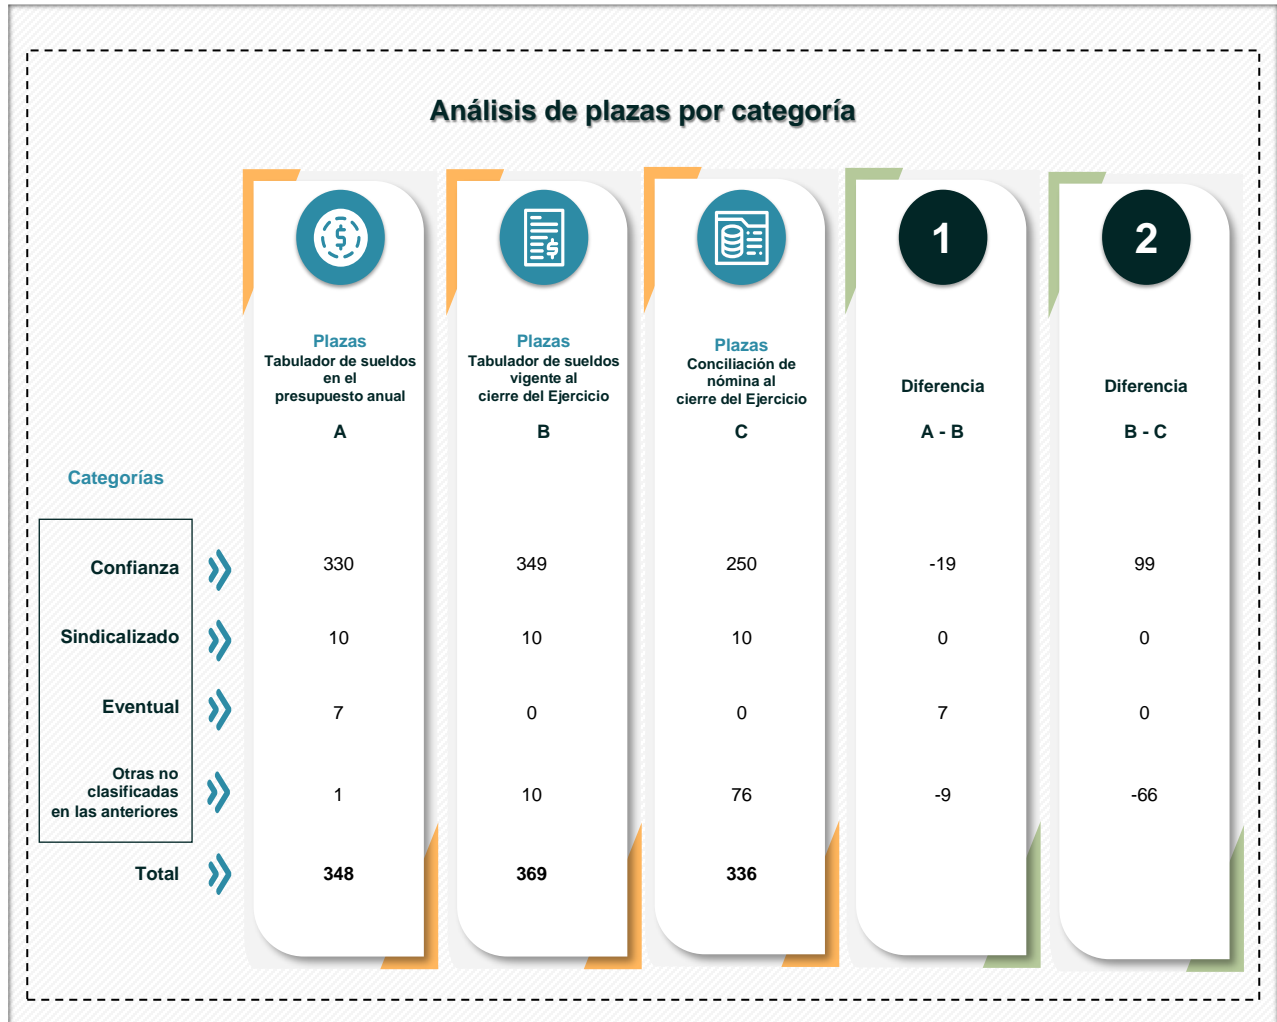 Análisis de plazas por categoría
1
2
Plazas
Tabulador de sueldos
en el
presupuesto anual
A
Plazas
Tabulador de sueldos
vigente al
cierre del Ejercicio
B
Plazas
Conciliación de
nómina al
cierre del Ejercicio
C
Diferencia
A - B
Diferencia
B - C
Categorías
Confianza 330 349 250 -19 99
Sindicalizado 10 10 10 0 0
Eventual 7 0 0 7 0
Otras no
clasificadas
en las anteriores 1 10 76 -9 -66
Total 348 369 336